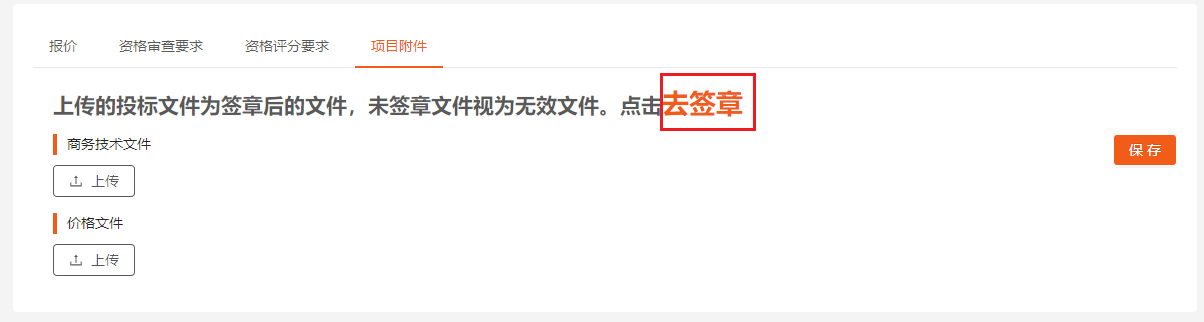 报价 资格审查要求 资格评分要求 项目附件
上传的投标文件为签章后的文件，未签章文件视为无效文件。点击去签章
商务技术文件
保 存
上传
价格文件
上传